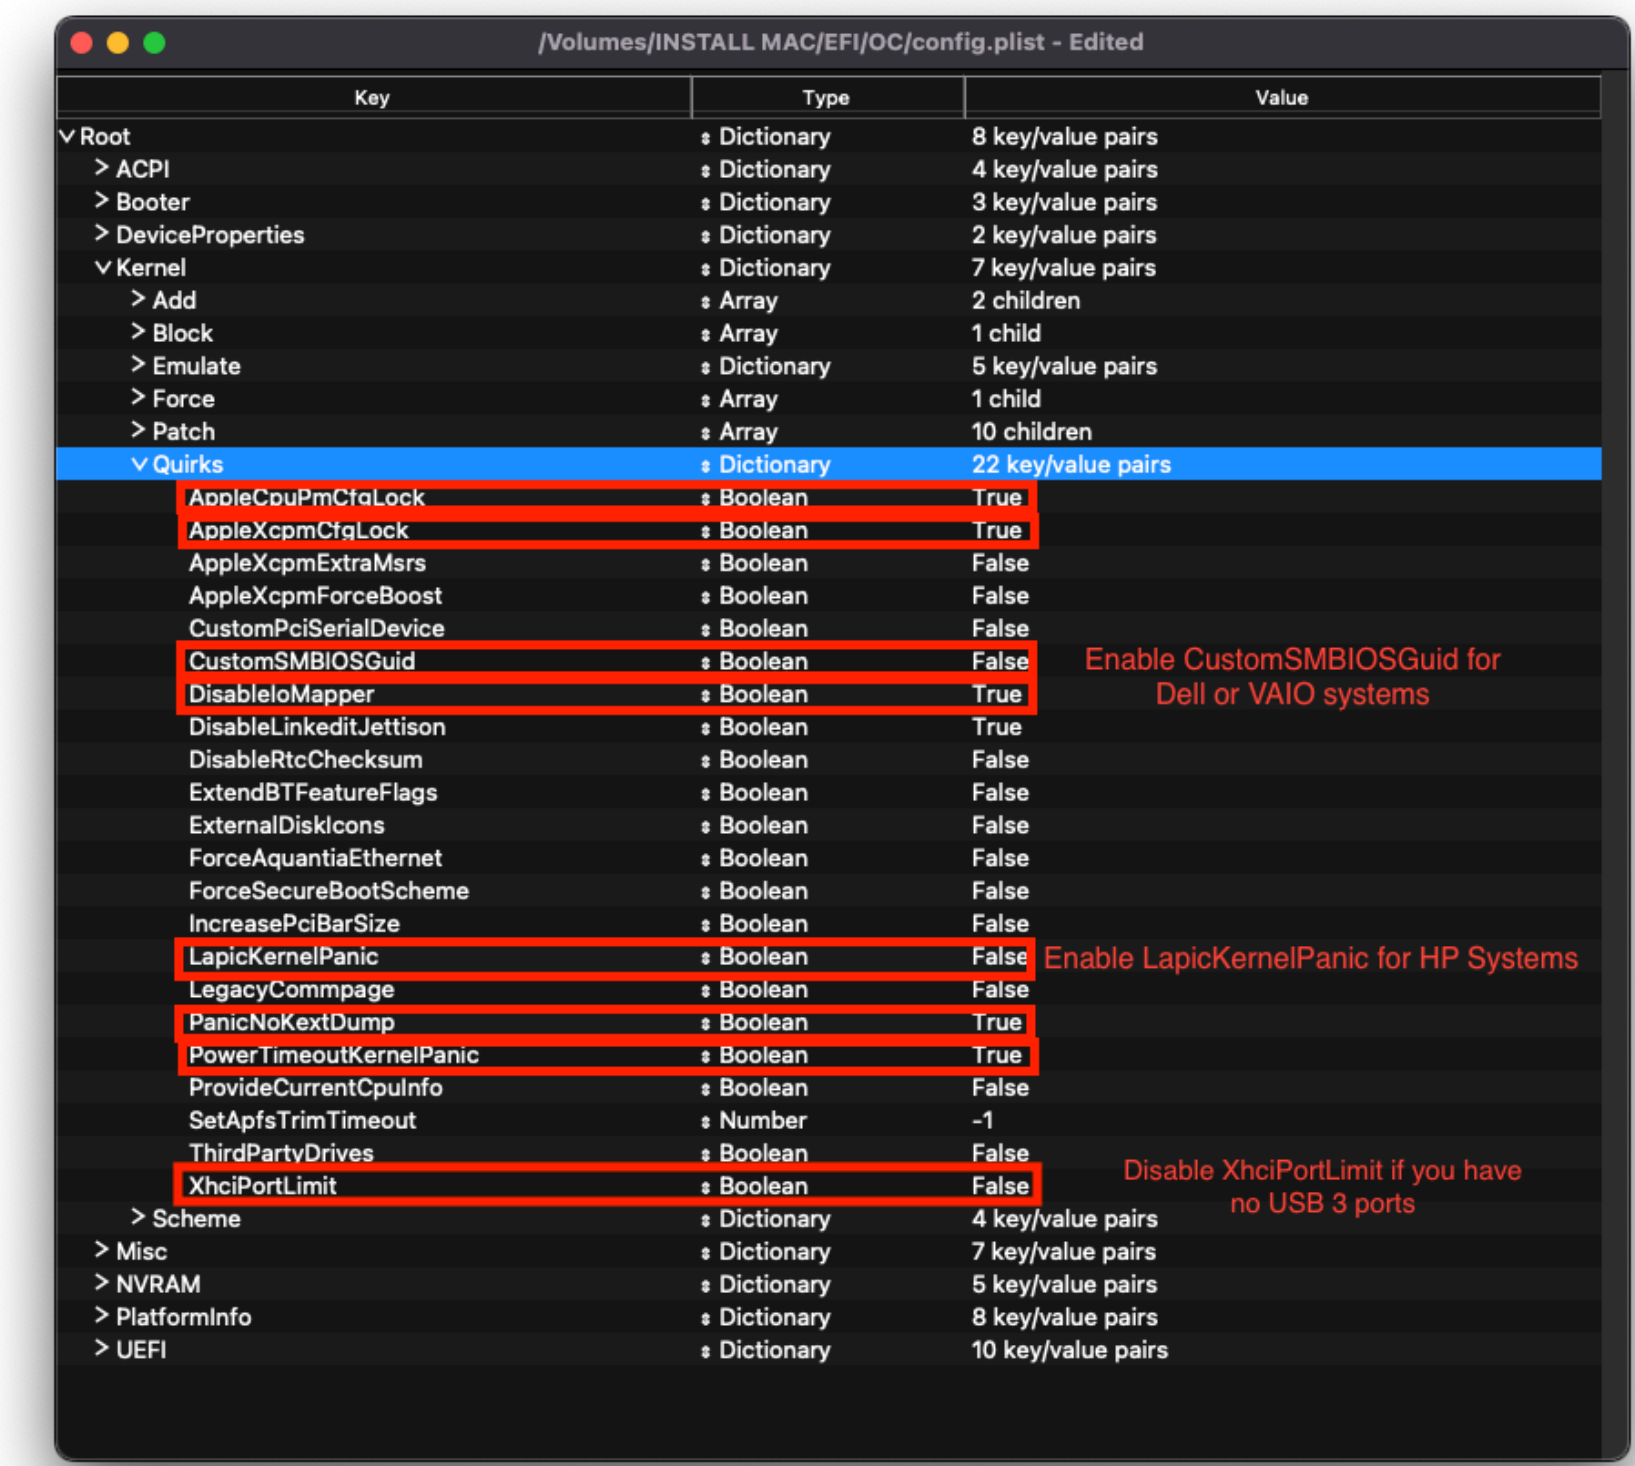 /Volumes/INSTALL MAC/EFI/OC/config.plist - Edited
Key Type Value
Root Dictionary 8 key/value pairs
ACPI Dictionary 4 key/value pairs
Booter Dictionary 3 key/value pairs
DeviceProperties Dictionary 2 key/value pairs
Kernel Dictionary 7 key/value pairs
Add Array 2 children
Block Array 1 child
Emulate Dictionary 5 key/value pairs
Force Array 1 child
Patch Array 10 children
Quirks Dictionary 22 key/value pairs
AppleCpuPmCfgLock Boolean True
AppleXcpmCfgLock Boolean True
AppleXcpmExtraMsrs Boolean False
AppleXcpmForceBoost Boolean False
CustomPciSerialDevice Boolean False
CustomSMBIOSGuid Boolean False Enable CustomSMBIOSGuid for
DisableIoMapper Boolean True Dell or VAIO systems
DisableLinkeditJettison Boolean True
DisableRtcChecksum Boolean False
ExtendBTFeatureFlags Boolean False
ExternalDiskIcons Boolean False
ForceAquantiaEthernet Boolean False
ForceSecureBootScheme Boolean False
IncreasePciBarSize Boolean False
LapicKernelPanic Boolean False Enable LapicKernelPanic for HP Systems
LegacyCommpage Boolean False
PanicNoKextDump Boolean True
PowerTimeoutKernelPanic Boolean True
ProvideCurrentCpuInfo Boolean False
SetApfsTrimTimeout Number -1
ThirdPartyDrives Boolean False
Disable XhciPortLimit if you have
XhciPortLimit Boolean False
no USB 3 ports
Scheme Dictionary 4 key/value pairs
Misc Dictionary 7 key/value pairs
NVRAM Dictionary 5 key/value pairs
PlatformInfo Dictionary 8 key/value pairs
UEFI Dictionary 10 key/value pairs